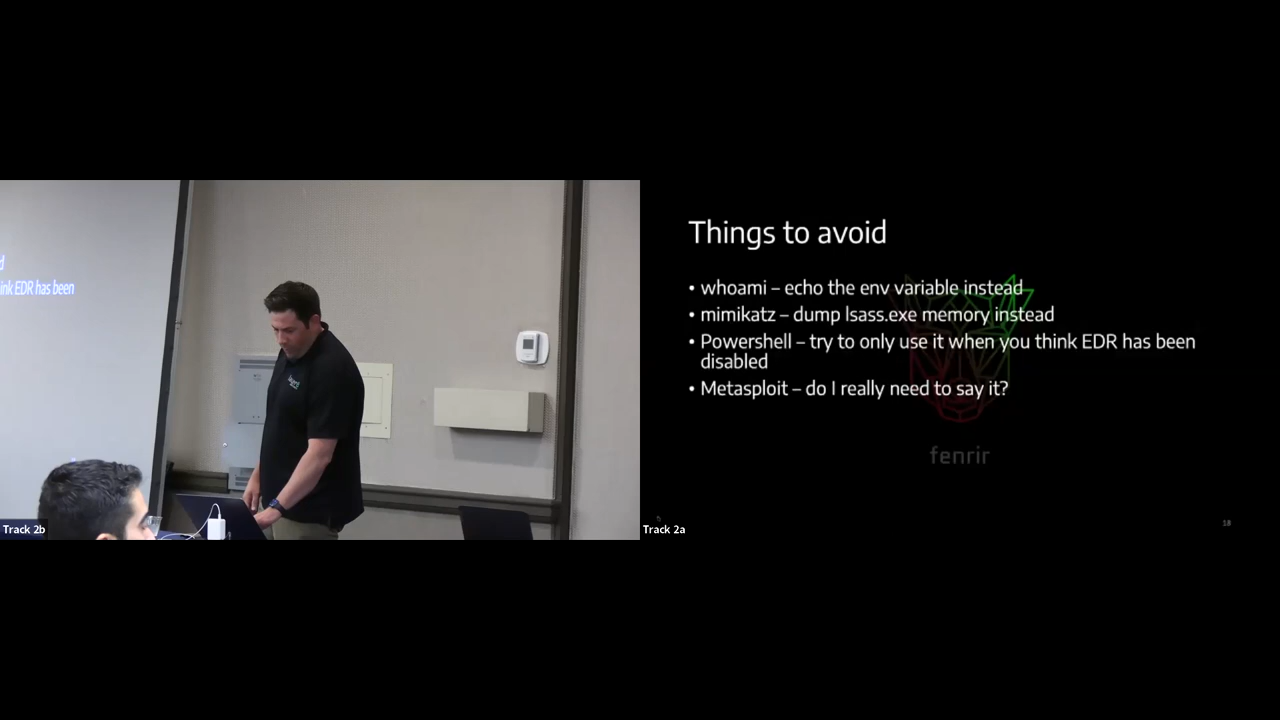 ink EDR has been
Track 2b
Things to avoid
• whoami – echo the env variable instead
• mimikatz – dump lsass.exe memory instead
• Powershell – try to only use it when you think EDR has been
disabled
• Metasploit – do I really need to say it?
fenrir
18
Track 2a